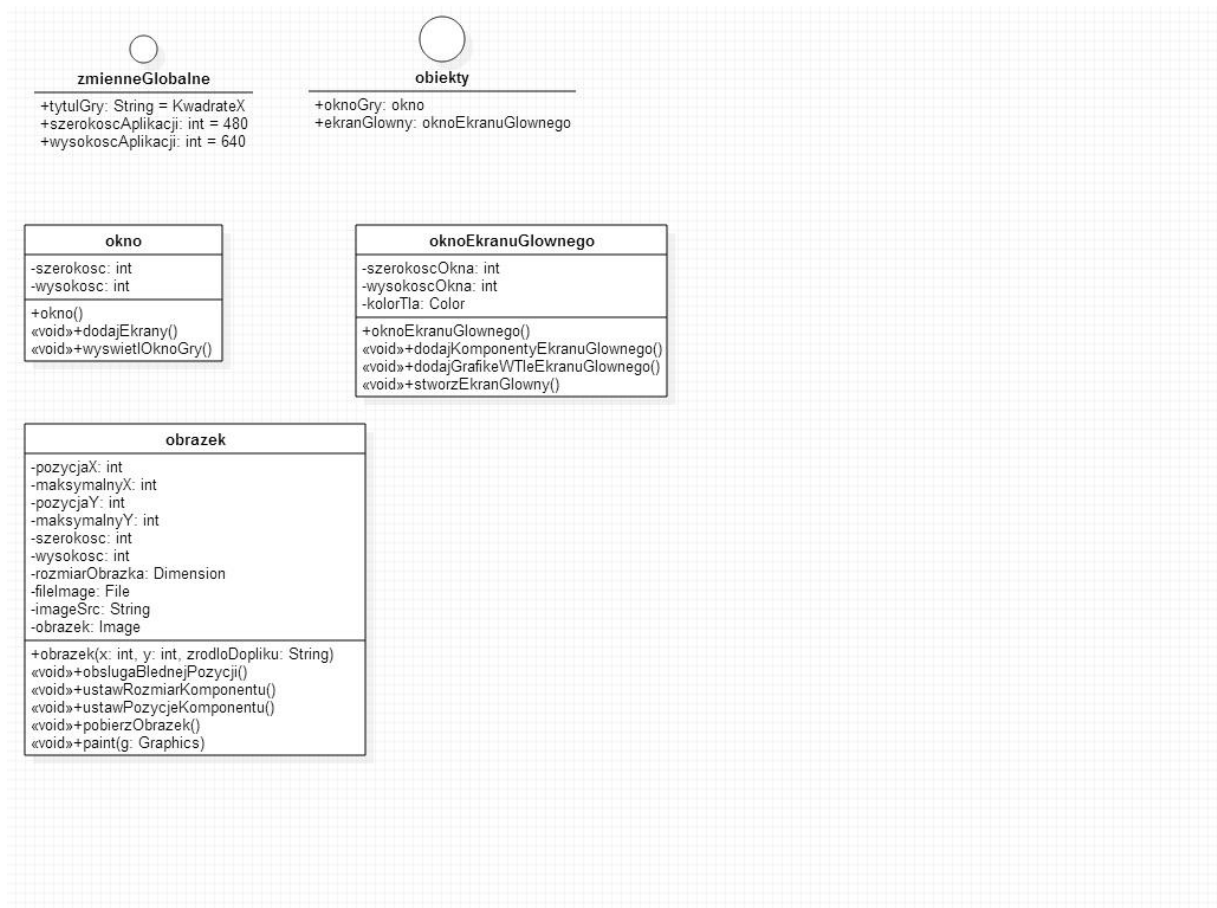 zmienneGlobalne
+tytulGry: String = KwadrateX
+szerokoscAplikacji: int = 480
+wysokoscAplikacji: int = 640
obiekty
+oknoGry: okno
+ekranGlowny: oknoEkranuGlownego
okno
-szerokosc: int
-wysokosc: int
+okno()
«void»+dodajEkrany()
«void»+wyswietlOknoGry()
oknoEkranuGlownego
-szerokoscOkna: int
-wysokoscOkna: int
-kolorTla: Color
+oknoEkranuGlownego()
«void»+dodajKomponentyEkranuGlownego()
«void»+dodajGrafikeWTleEkranuGlownego()
«void»+stworzEkranGlowny()
obrazek
-pozycjaX: int
-maksymalnyX: int
-pozycjaY: int
-maksymalnyY: int
-szerokosc: int
-wysokosc: int
-rozmiarObrazka: Dimension
-fileImage: File
-imageSrc: String
-obrazek: Image
+obrazek(x: int, y: int, zrodloDopliku: String)
«void»+obslugaBlednejPozycji()
«void»+ustawRozmiarKomponentu()
«void»+ustawPozycjeKomponentu()
«void»+pobierzObrazek()
«void»+paint(g: Graphics)